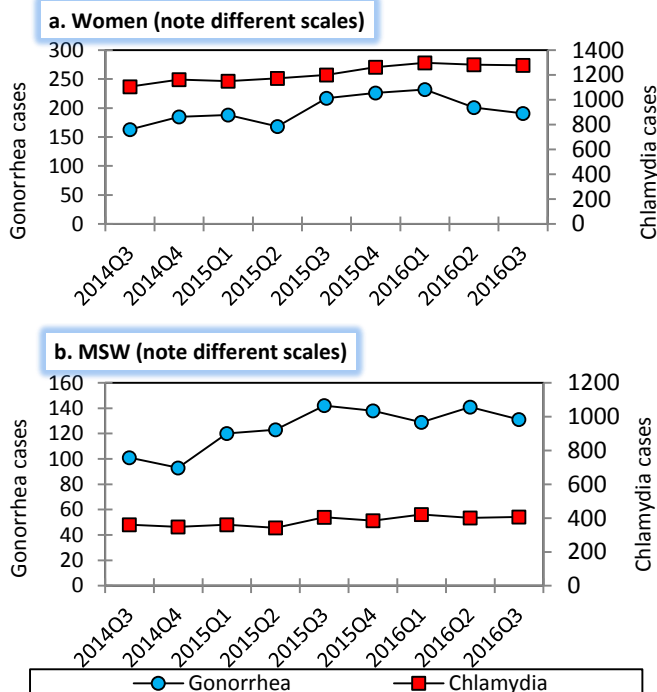 a. Women (note different scales)
300
250
200
150
100
50
0
Gonorrhea cases
1400
1200
1000
800
600
400
200
0
Chlamydia cases
2014Q3
2014Q4
2015Q1
2015Q2
2015Q3
2015Q4
2016Q1
2016Q2
2016Q3
b. MSW (note different scales)
160
140
120
100
80
60
40
20
0
Gonorrhea cases
1200
1000
800
600
400
200
0
Chlamydia cases
2014Q3
2014Q4
2015Q1
2015Q2
2015Q3
2015Q4
2016Q1
2016Q2
2016Q3
Gonorrhea Chlamydia